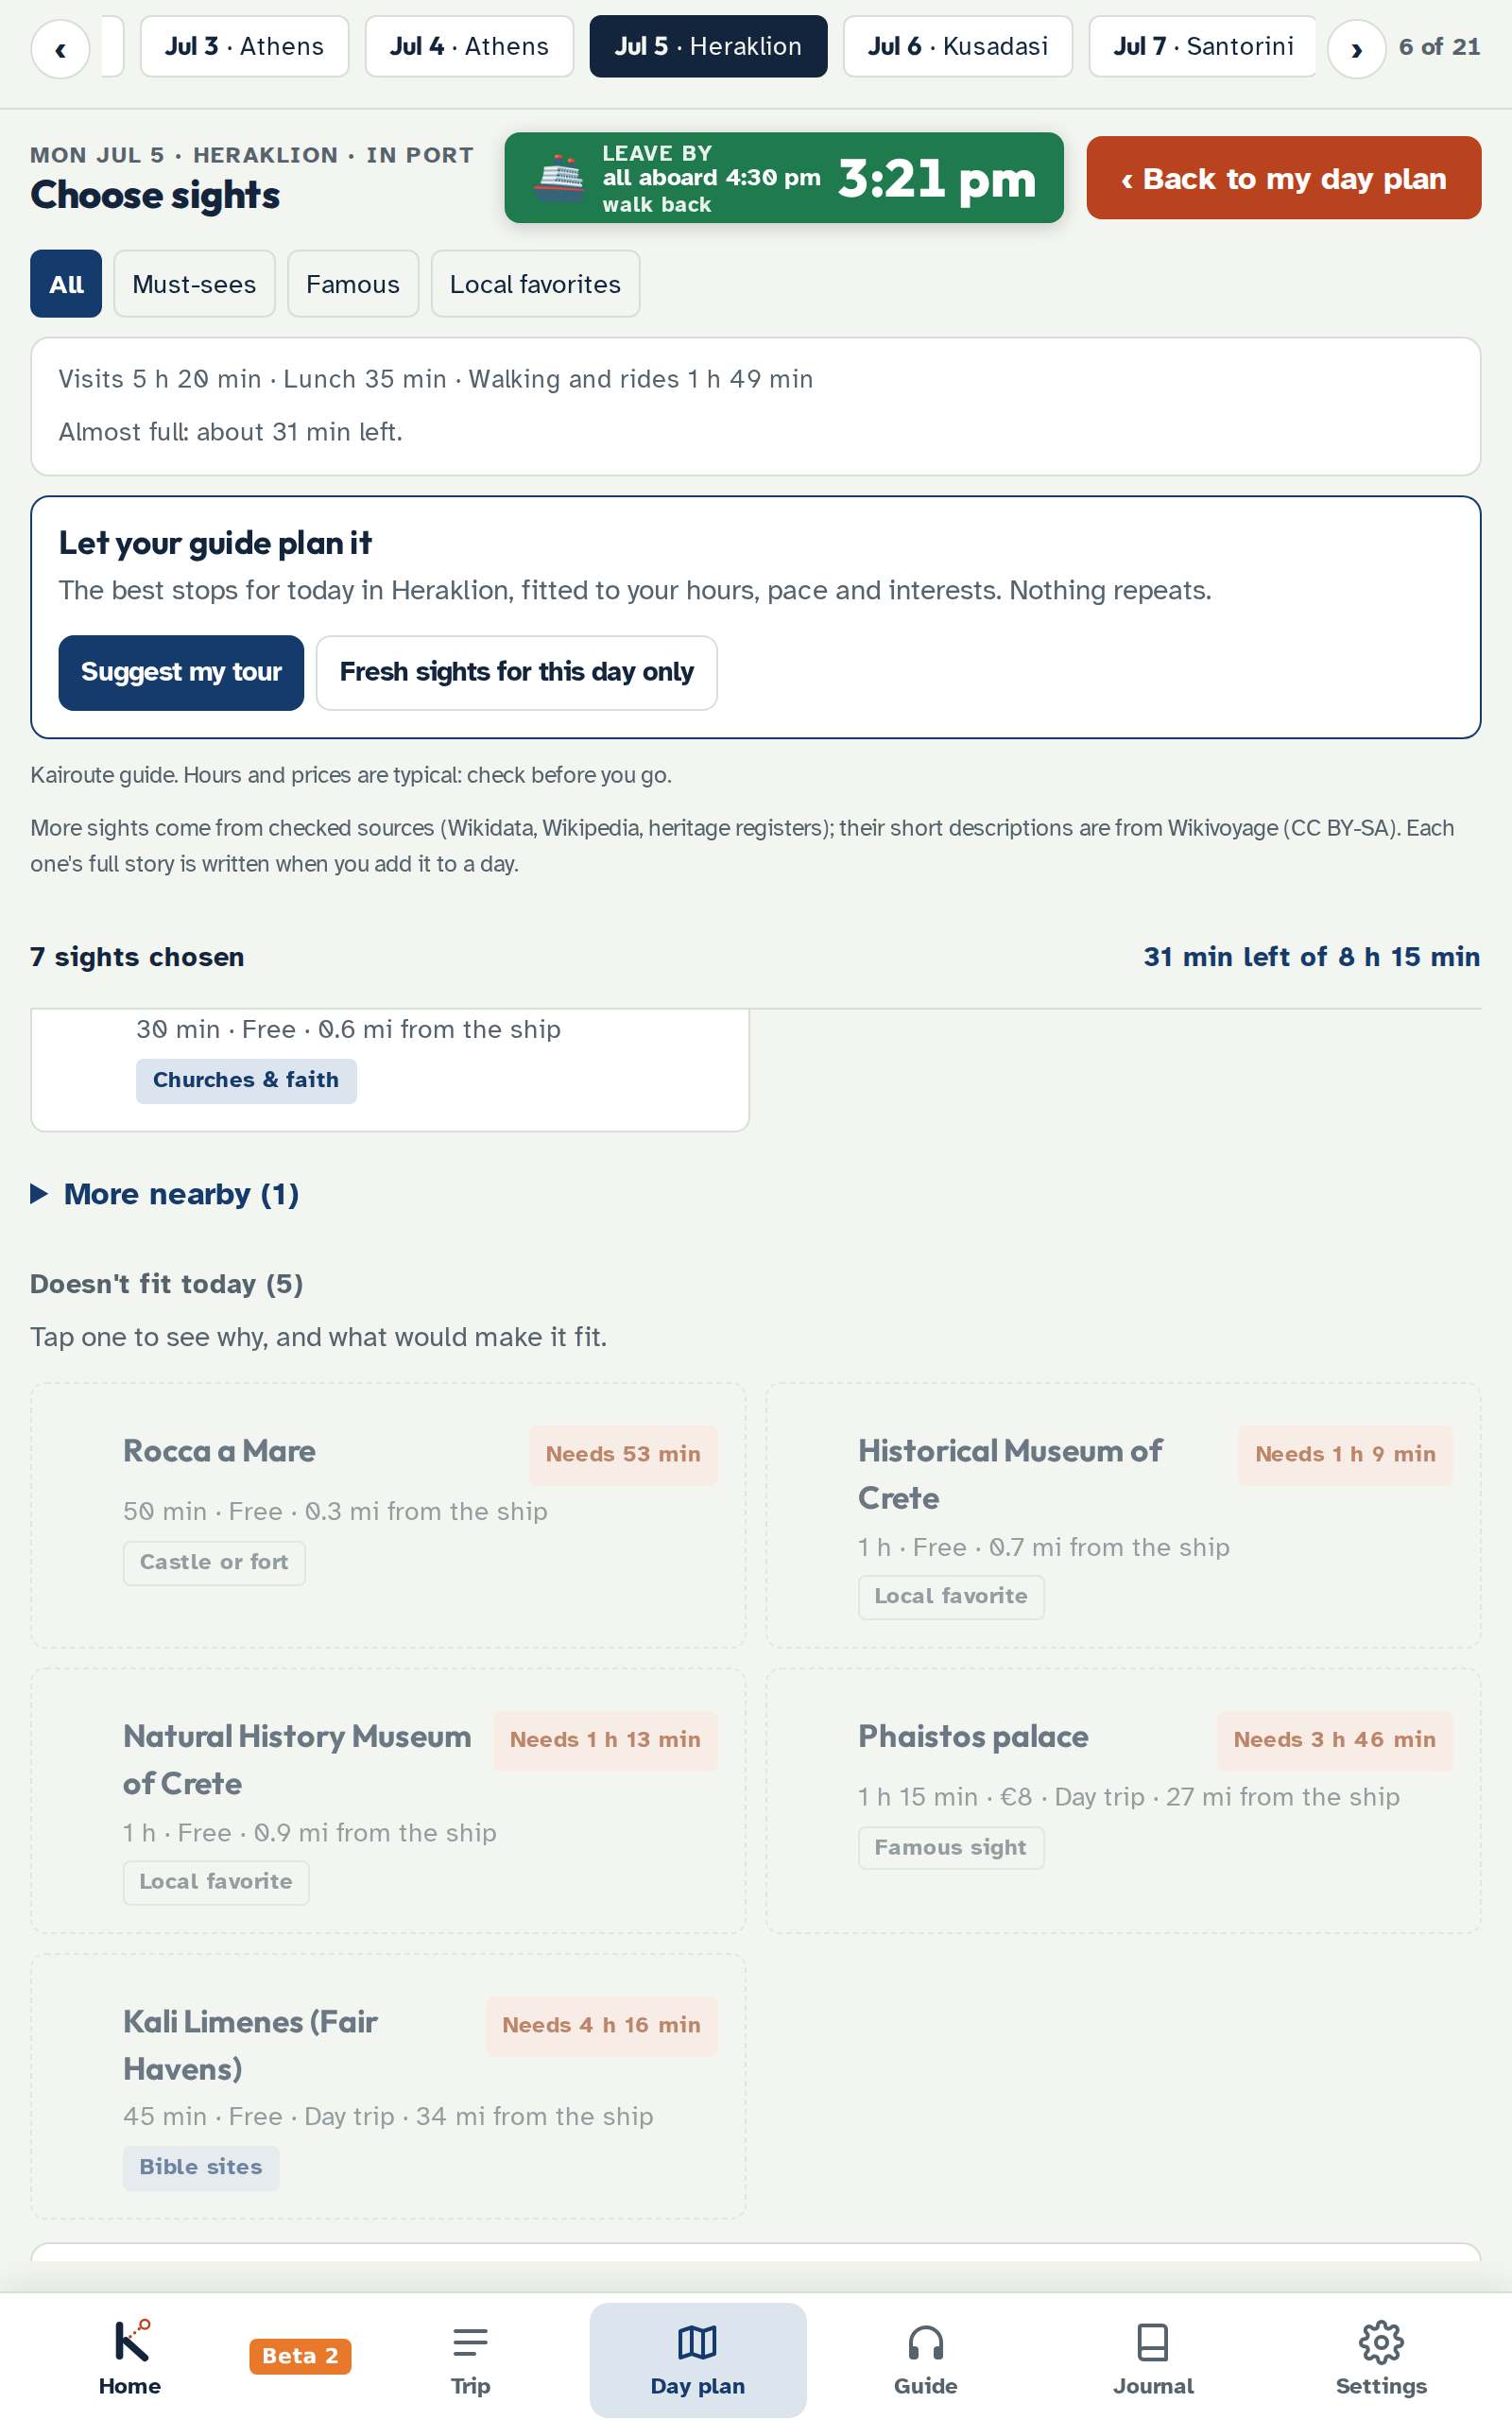 ‹
Jul 3 · Athens
Jul 4 · Athens
Jul 5 · Heraklion
Jul 6 · Kusadasi
Jul 7 · Santorini
›
6 of 21
MON JUL 5 · HERAKLION · IN PORT
Choose sights
LEAVE BY
all aboard 4:30 pm
walk back
3:21 pm
‹ Back to my day plan
All
Must-sees
Famous
Local favorites
Visits 5 h 20 min · Lunch 35 min · Walking and rides 1 h 49 min
Almost full: about 31 min left.
Let your guide plan it
The best stops for today in Heraklion, fitted to your hours, pace and interests. Nothing repeats.
Suggest my tour
Fresh sights for this day only
Kairoute guide. Hours and prices are typical: check before you go.
More sights come from checked sources (Wikidata, Wikipedia, heritage registers); their short descriptions are from Wikivoyage (CC BY-SA). Each
one's full story is written when you add it to a day.
7 sights chosen
31 min left of 8 h 15 min
30 min · Free · 0.6 mi from the ship
Churches & faith
More nearby (1)
Doesn't fit today (5)
Tap one to see why, and what would make it fit.
Rocca a Mare
Needs 53 min
50 min · Free · 0.3 mi from the ship
Castle or fort
Historical Museum of
Crete
Needs 1 h 9 min
1 h · Free · 0.7 mi from the ship
Local favorite
Natural History Museum
of Crete
Needs 1 h 13 min
1 h · Free · 0.9 mi from the ship
Local favorite
Phaistos palace
Needs 3 h 46 min
1 h 15 min · €8 · Day trip · 27 mi from the ship
Famous sight
Kali Limenes (Fair
Havens)
Needs 4 h 16 min
45 min · Free · Day trip · 34 mi from the ship
Bible sites
Home
Beta 2
Trip
Day plan
Guide
Journal
Settings